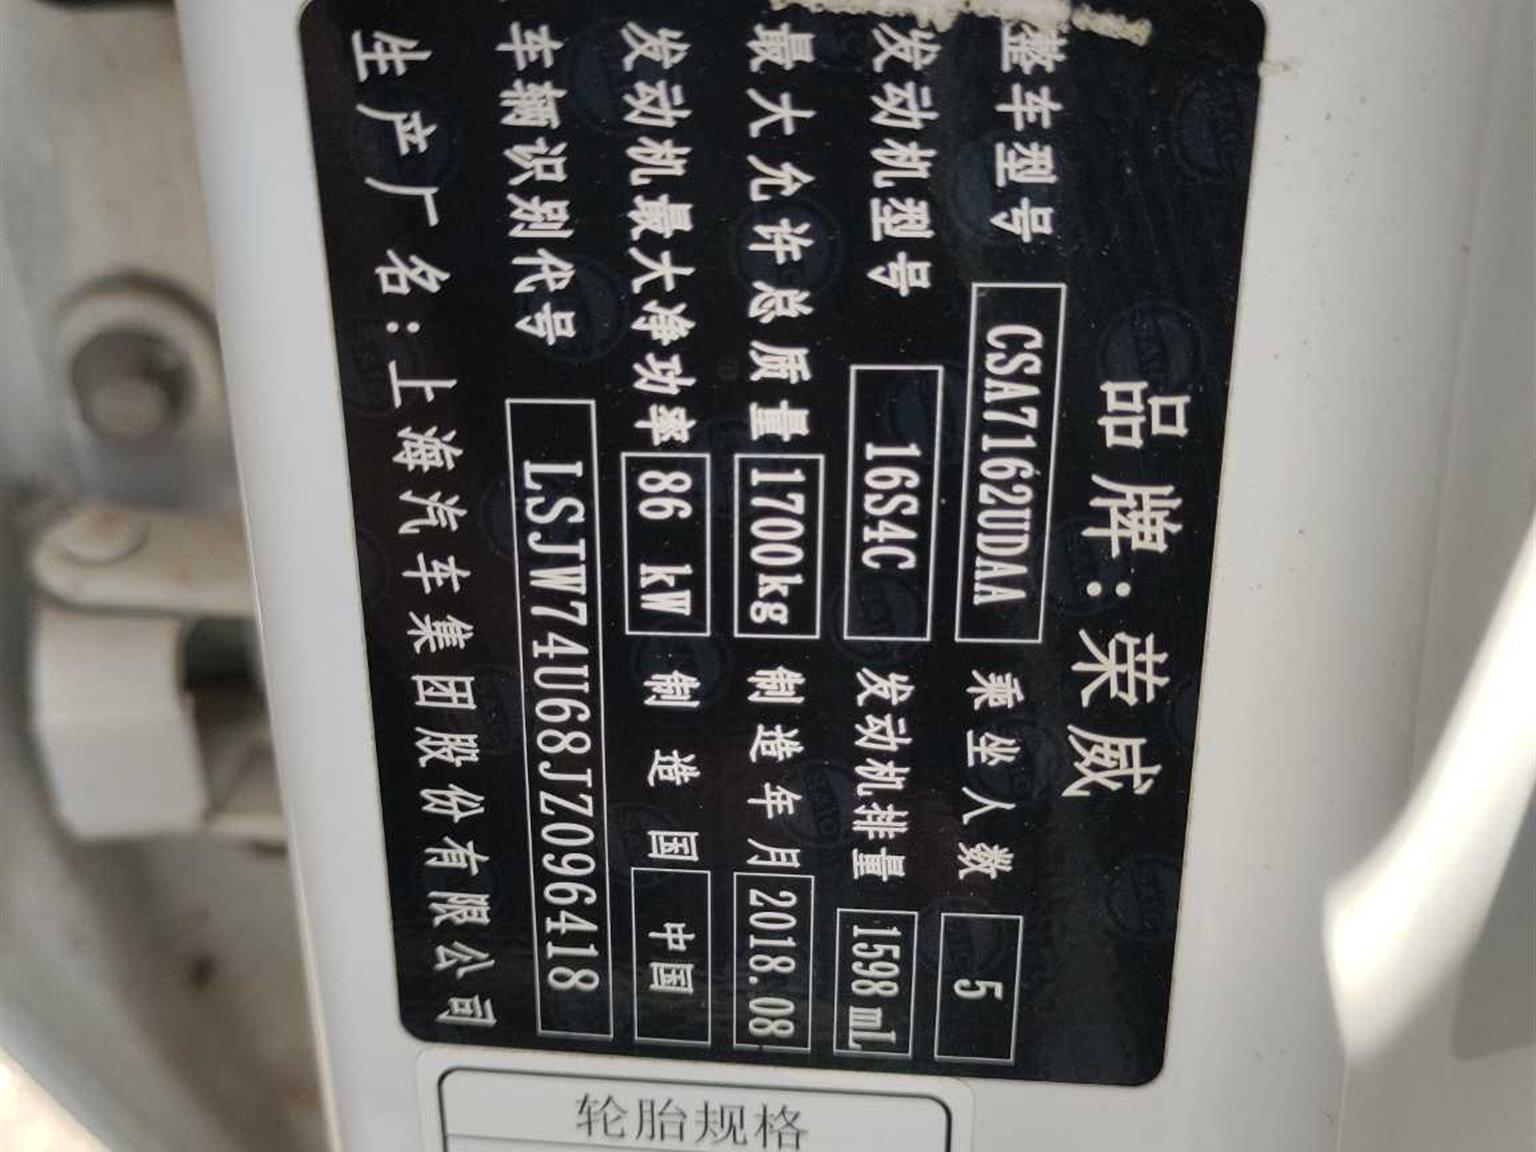 品牌：荣威
整车型号 CSA7162UDAA 乘坐人数 5
发动机型号 16S4C 发动机排量 1598 mL
最大允许总质量 1700kg 制造年月 2018.08
发动机最大净功率 86 kW 制造国 中国
车辆识别代号 LSJW74U68JZ096418
生产厂名：上海汽车集团股份有限公司
轮胎规格